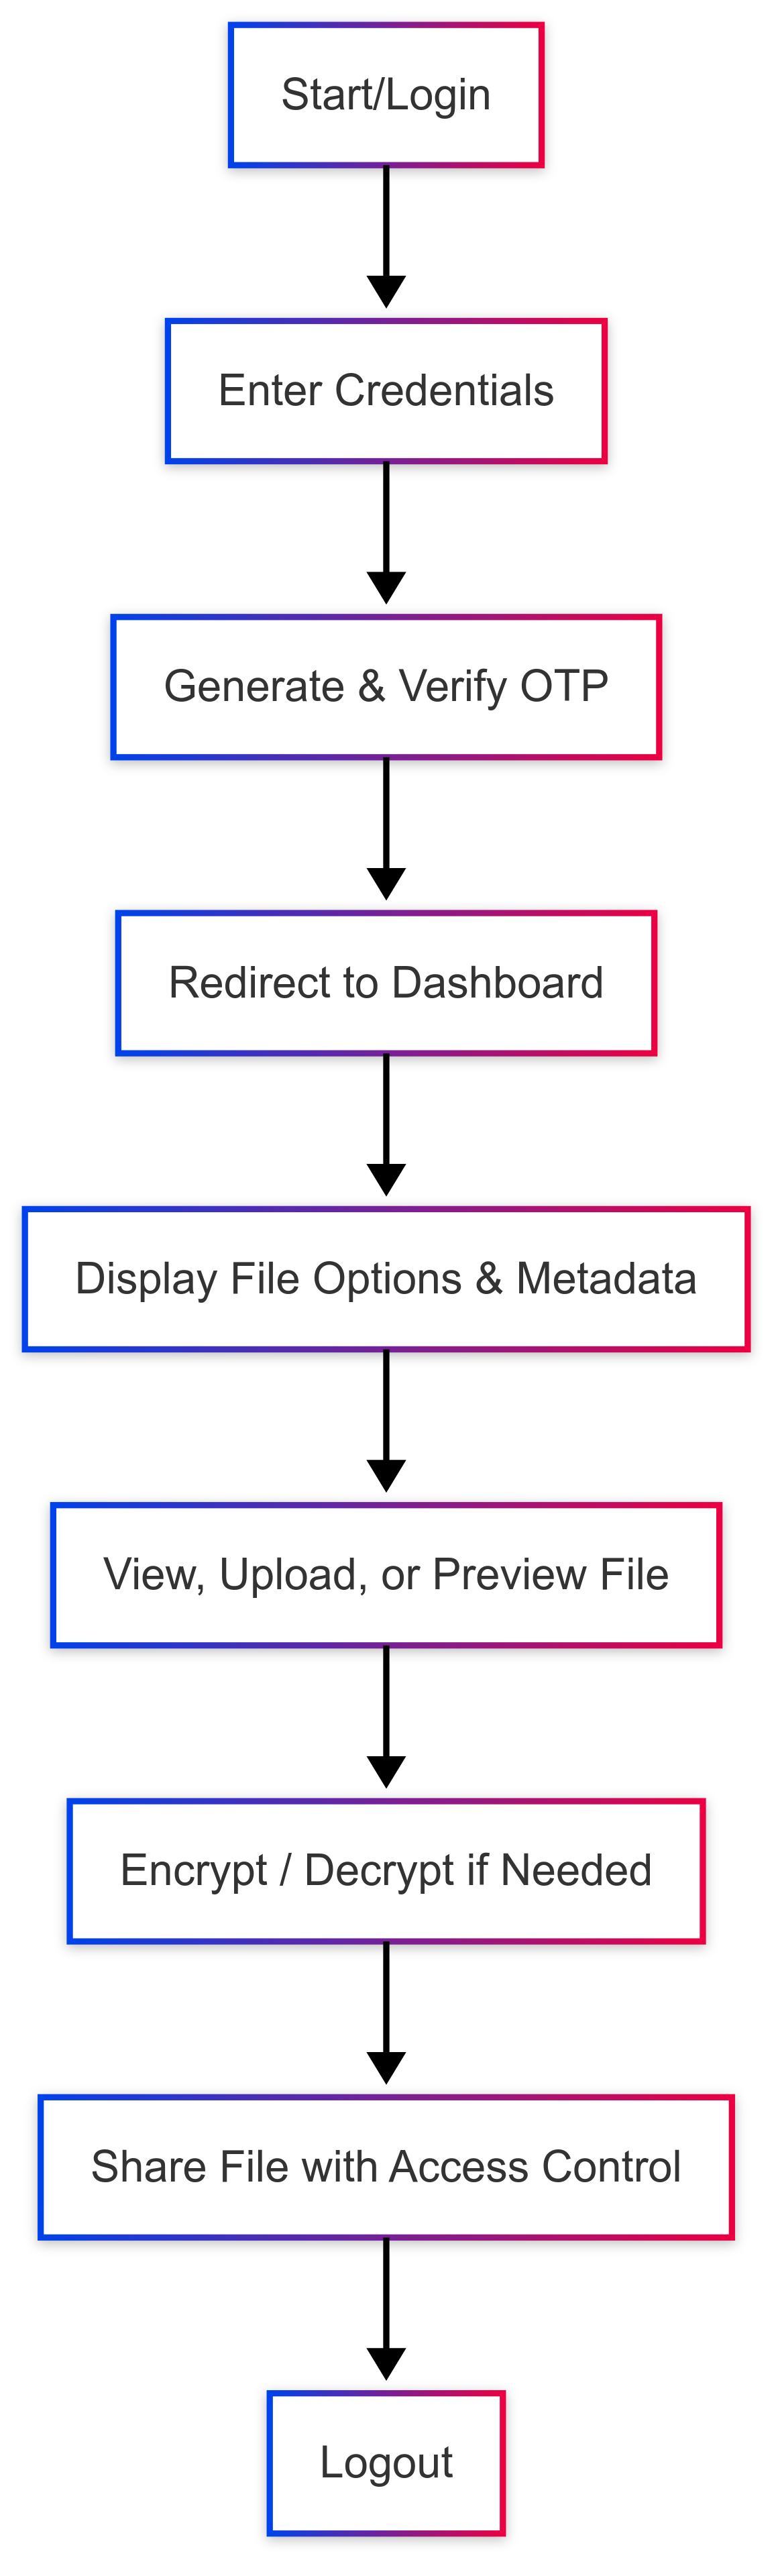 Start/Login
Enter Credentials
Generate & Verify OTP
Redirect to Dashboard
Display File Options & Metadata
View, Upload, or Preview File
Encrypt / Decrypt if Needed
Share File with Access Control
Logout